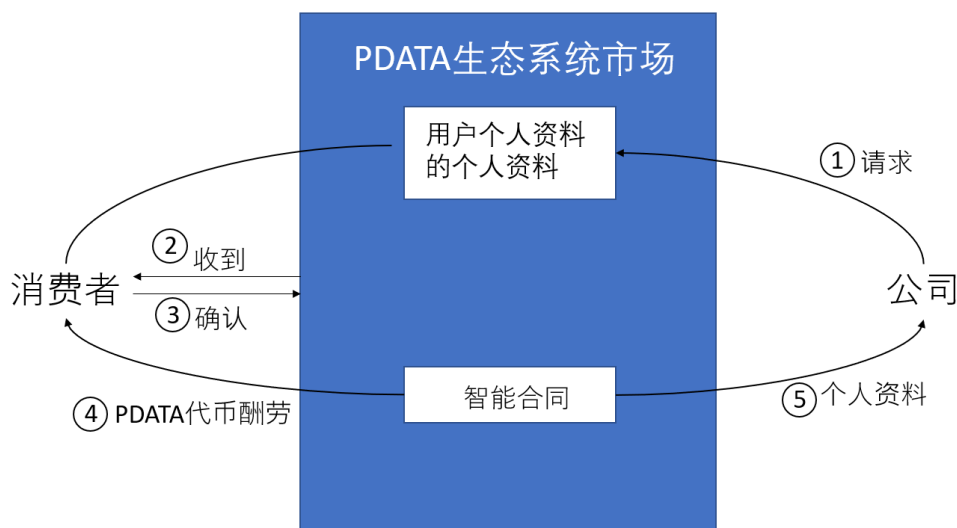 PDATA生态系统市场
用户个人资料
的个人资料
① 请求
② 收到
消费者
公司
③ 确认
智能合同
④ PDATA代币酬劳
⑤ 个人资料